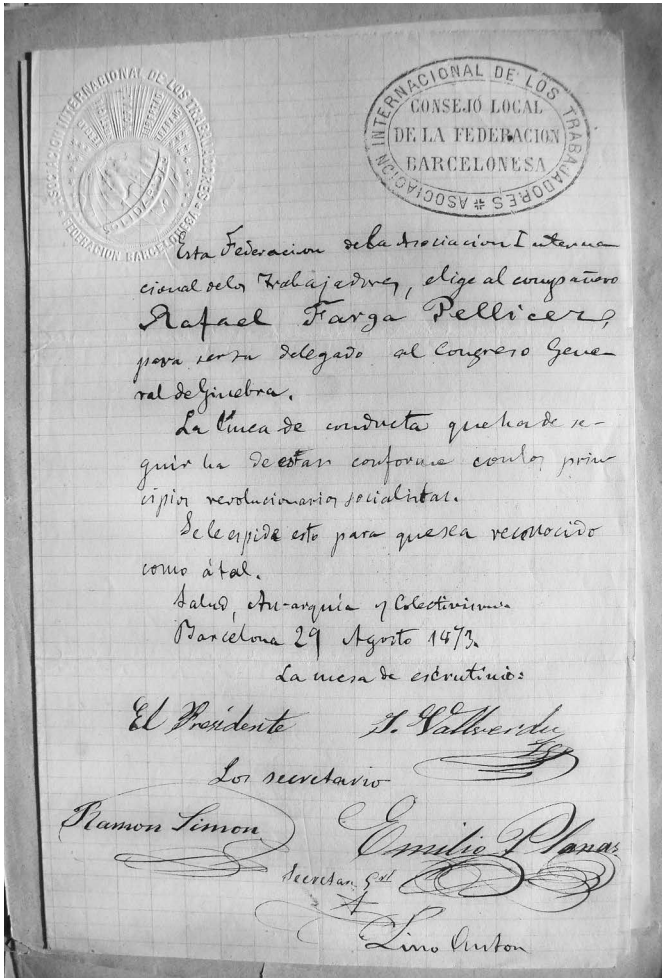 ASOCIACION INTERNACIONAL DE LOS TRABAJADORES
FEDERACION BARCELONESA
ASOCIACION INTERNACIONAL DE LOS TRABAJADORES
CONSEJO LOCAL
DE LA FEDERACION
BARCELONESA
Esta Federacion de la Asociacion Interna
cional de los Trabajadores, elige al compañero
Rafael Farga Pellicer,
para ser su delegado al Congreso Gene-
ral de Ginebra.
La linea de conducta que ha de se-
guir ha de estar conforme con los prin-
cipios revolucionarios socialistas.
Se le espide esto para que sea reconocido
como á tal.
Salud, An-arquia y Colectivismo.
Barcelona 29 Agosto 1873.
La mesa de escrutinio:
El Presidente J. Vallverdu
Los secretario
Ramon Simon Emilio Planas
Secretar. Gral
A
Lino Anton